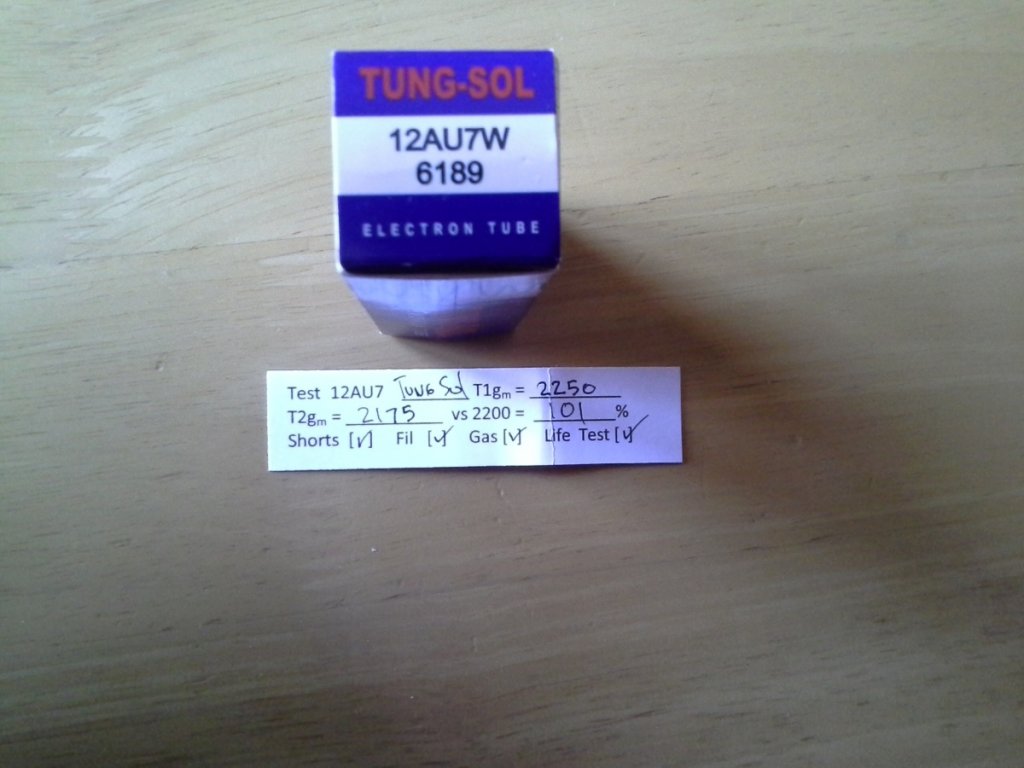 TUNG-SOL
12AU7W
6189
ELECTRON TUBE
Test 12AU7 Tung Sol T1gm = 2250
T2gm = 2175 vs 2200 = 101 %
Shorts [✓] Fil [✓] Gas [✓] Life Test [✓]